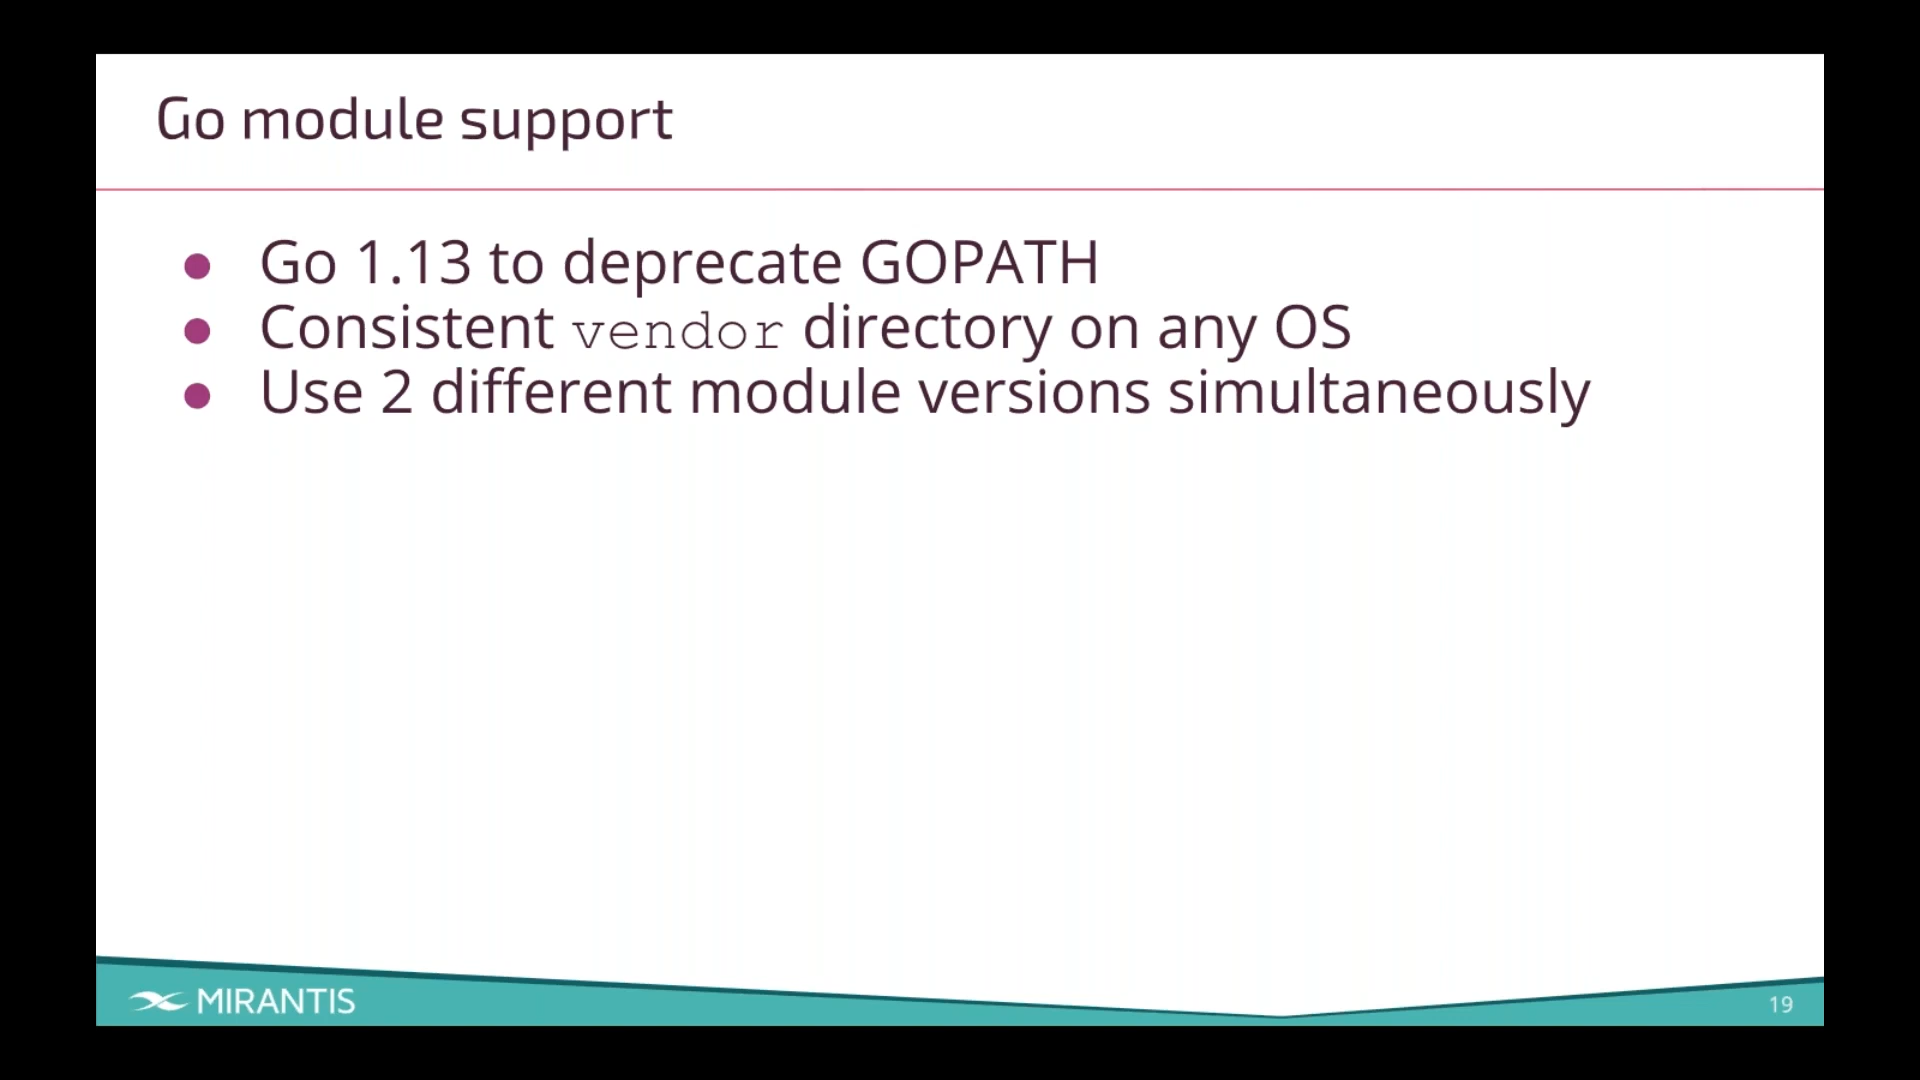 Go module support
● Go 1.13 to deprecate GOPATH
● Consistent vendor directory on any OS
● Use 2 different module versions simultaneously
MIRANTIS
19